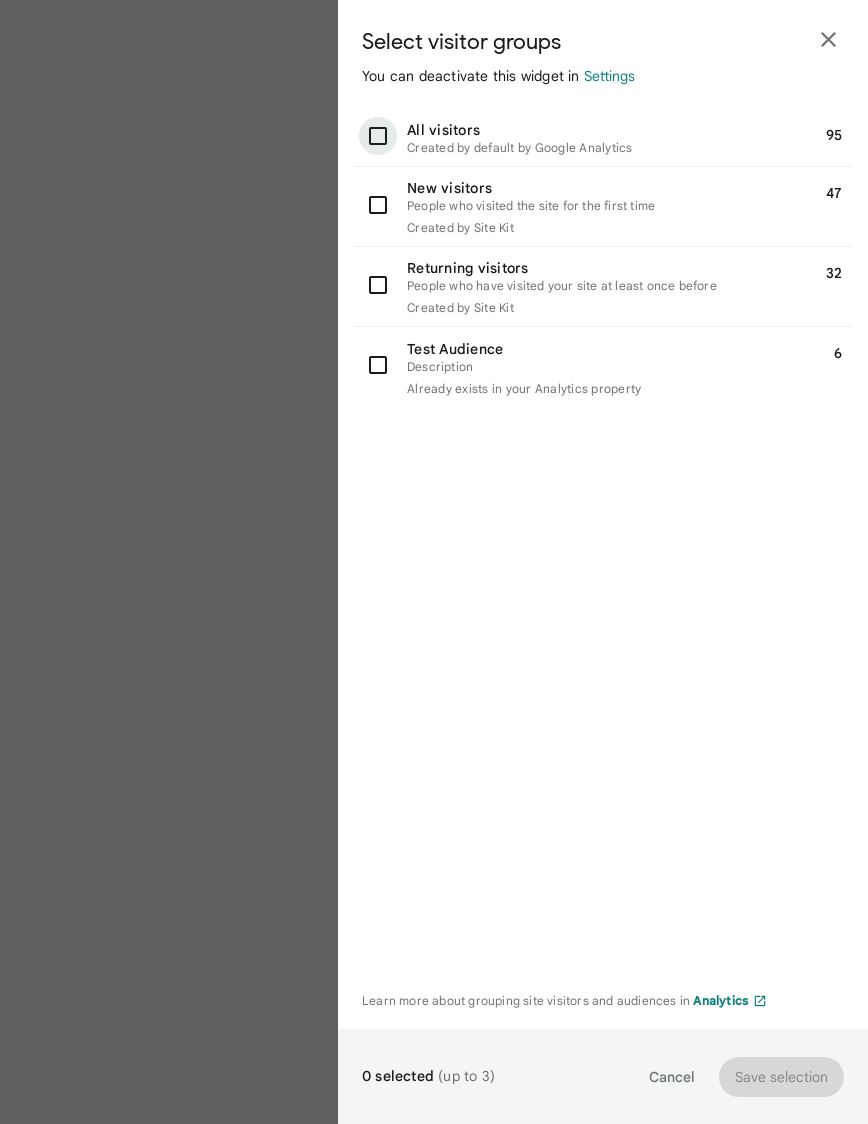 Select visitor groups
You can deactivate this widget in Settings
All visitors
Created by default by Google Analytics
95
New visitors
People who visited the site for the first time
Created by Site Kit
47
Returning visitors
People who have visited your site at least once before
Created by Site Kit
32
Test Audience
Description
Already exists in your Analytics property
6
Learn more about grouping site visitors and audiences in Analytics
0 selected (up to 3)
Cancel
Save selection